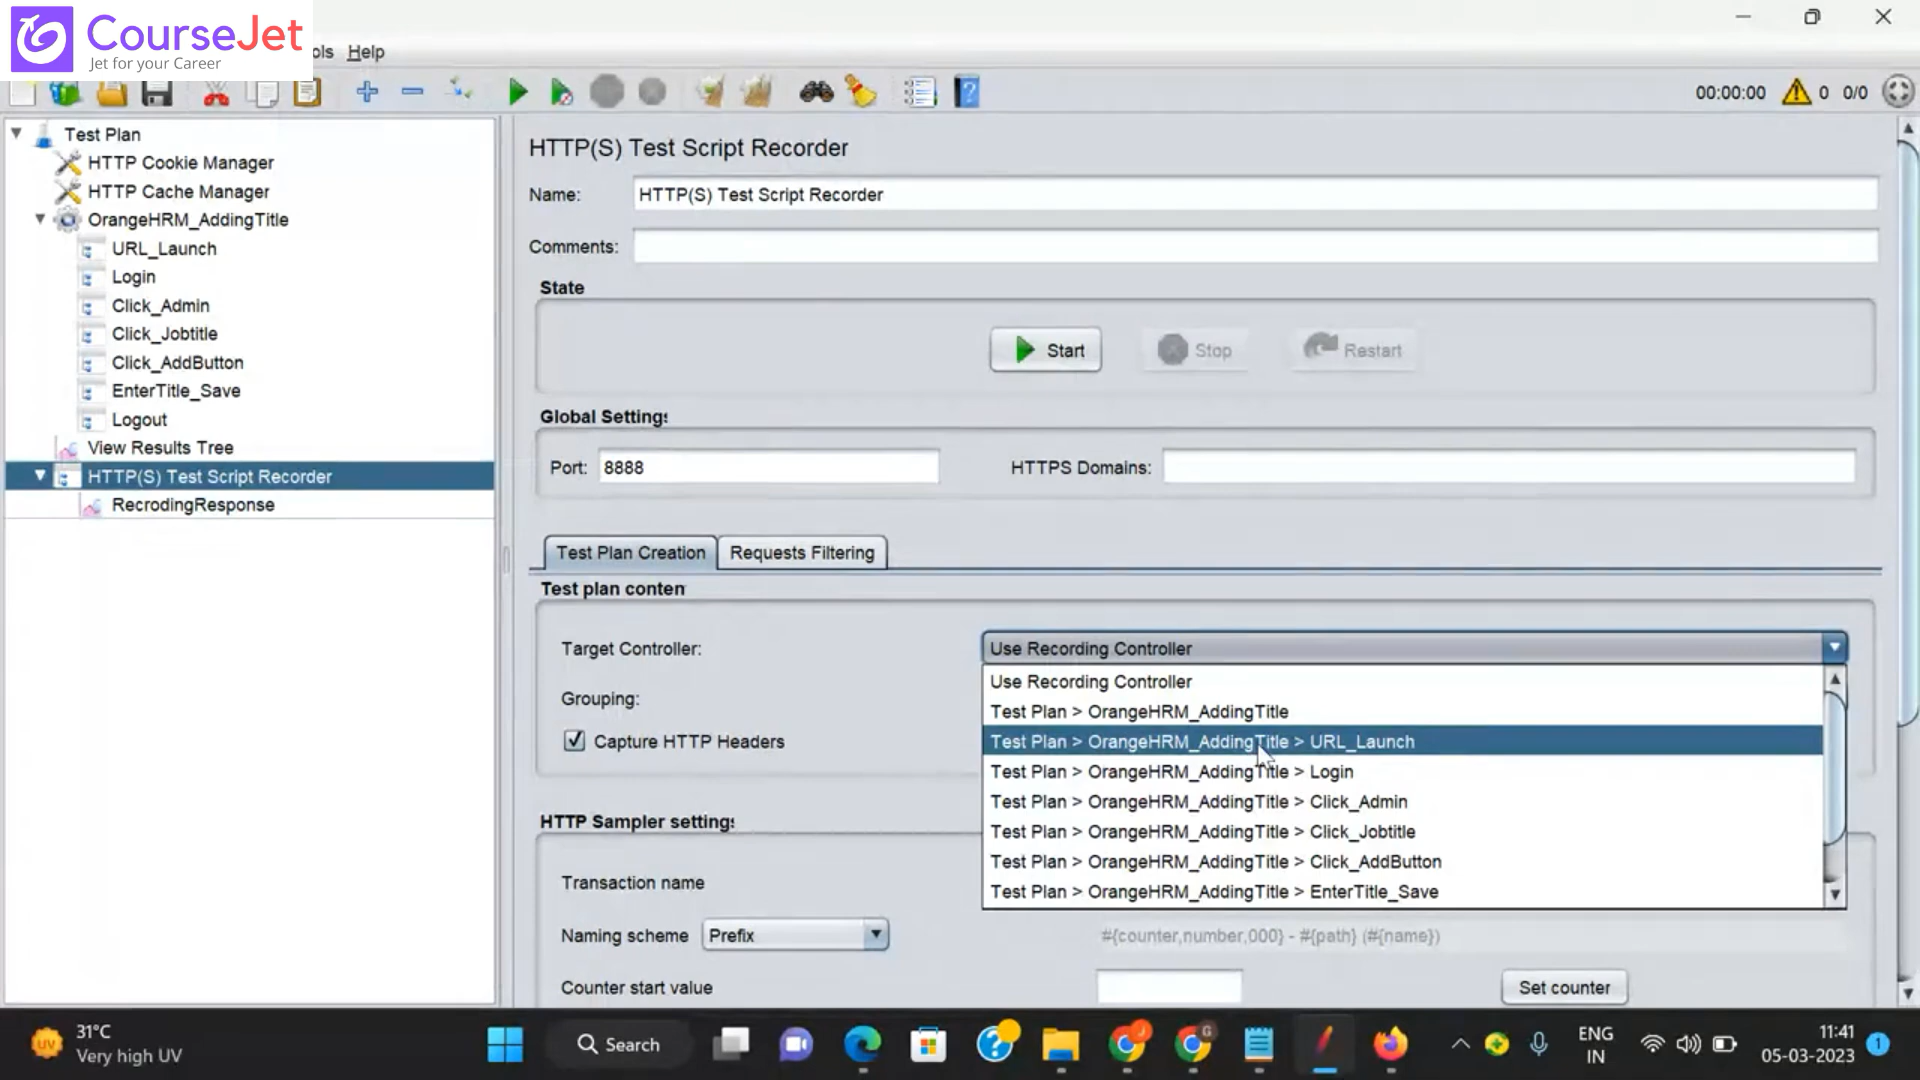 CourseJet
Jet for your Career
ols Help
00:00:00 0 0/0
Test Plan
HTTP Cookie Manager
HTTP Cache Manager
OrangeHRM_AddingTitle
URL_Launch
Login
Click_Admin
Click_Jobtitle
Click_AddButton
EnterTitle_Save
Logout
View Results Tree
HTTP(S) Test Script Recorder
RecrodingResponse
HTTP(S) Test Script Recorder
Name: HTTP(S) Test Script Recorder
Comments:
State
Start Stop Restart
Global Settings
Port: 8888 HTTPS Domains:
Test Plan Creation Requests Filtering
Test plan conten
Target Controller: Use Recording Controller
Use Recording Controller
Test Plan > OrangeHRM_AddingTitle
Grouping:
Test Plan > OrangeHRM_AddingTitle > URL_Launch
Capture HTTP Headers
Test Plan > OrangeHRM_AddingTitle > Login
Test Plan > OrangeHRM_AddingTitle > Click_Admin
Test Plan > OrangeHRM_AddingTitle > Click_Jobtitle
Test Plan > OrangeHRM_AddingTitle > Click_AddButton
Test Plan > OrangeHRM_AddingTitle > EnterTitle_Save
HTTP Sampler settings
Transaction name
Naming scheme Prefix #{counter,number,000} - #{path} (#{name})
Counter start value Set counter
UV
31°C
Very high UV
Search
J
G
ENG
IN
11:41
05-03-2023
1